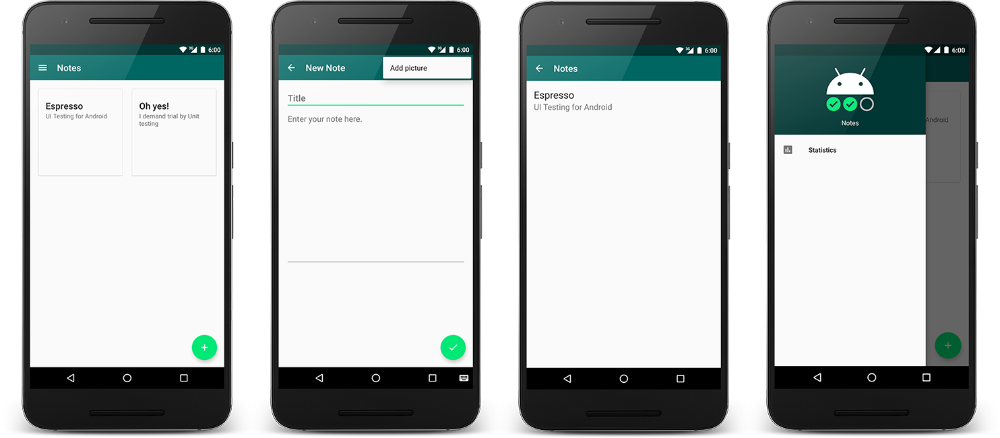 6:00
Notes
Espresso
UI Testing for Android
Oh yes!
I demand trial by Unit
testing
3G
6:00
New Note
Add picture
Title
Enter your note here.
3G
6:00
Notes
Espresso
UI Testing for Android
6:00
Notes
Android
Statistics